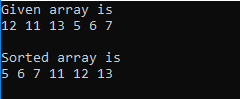 Given array is
12 11 13 5 6 7
Sorted array is
5 6 7 11 12 13